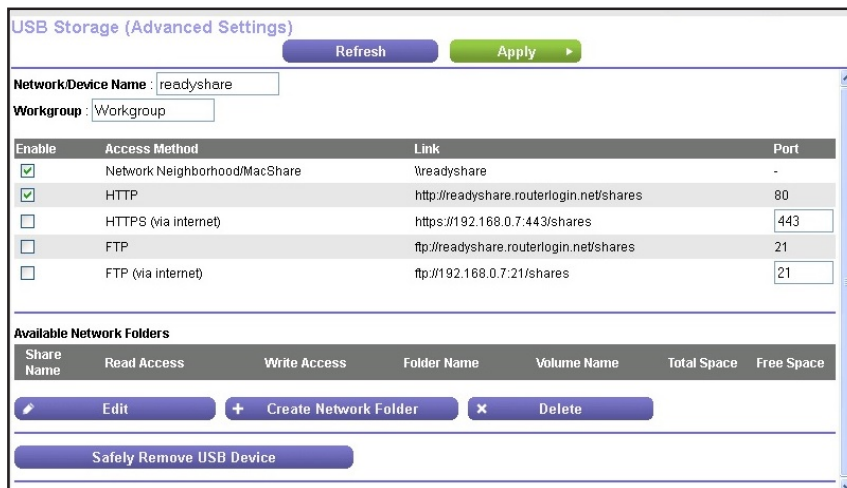 USB Storage (Advanced Settings)
Refresh Apply
Network/Device Name : readyshare
Workgroup : Workgroup
Enable Access Method Link Port
Network Neighborhood/MacShare \\readyshare -
HTTP http://readyshare.routerlogin.net/shares 80
HTTPS (via internet) https://192.168.0.7:443/shares 443
FTP ftp://readyshare.routerlogin.net/shares 21
FTP (via internet) ftp://192.168.0.7:21/shares 21
Available Network Folders
Share Name Read Access Write Access Folder Name Volume Name Total Space Free Space
Edit Create Network Folder Delete
Safely Remove USB Device